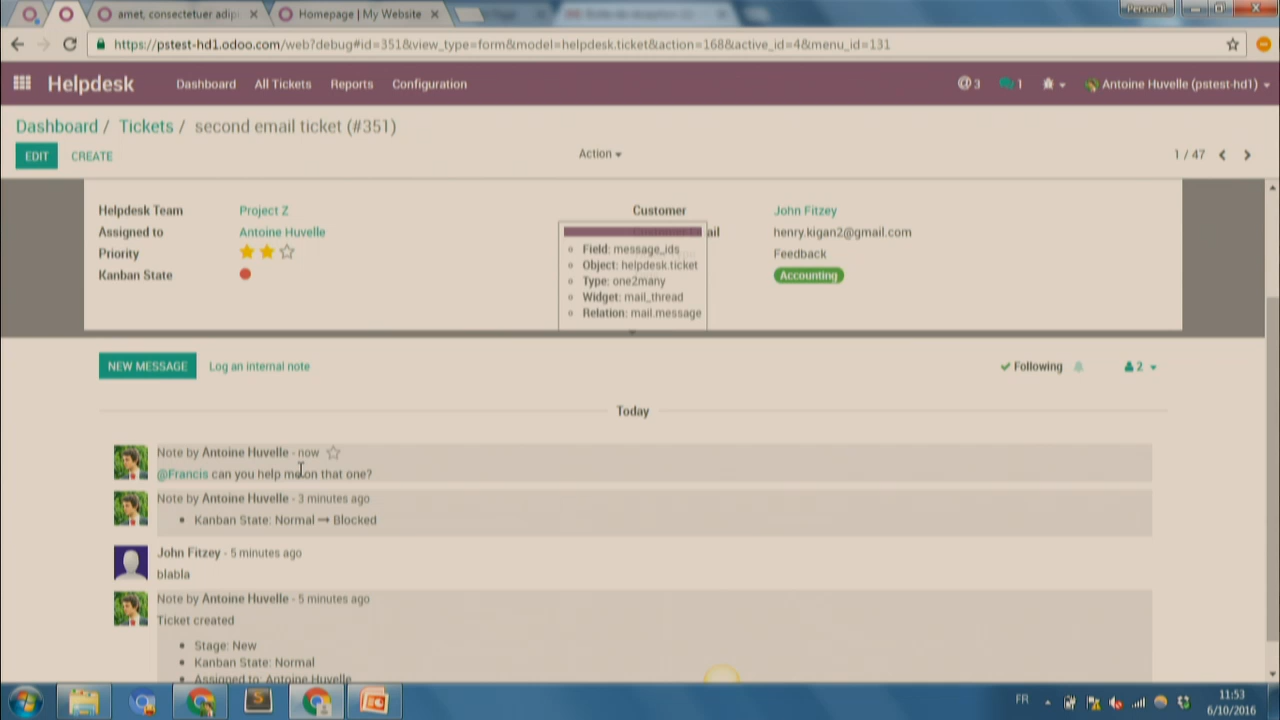 amet, consectetuer adip
Homepage | My Website
https://pstest-hd1.odoo.com/web?debug#id=351&view_type=form&model=helpdesk.ticket&action=168&active_id=4&menu_id=131
Helpdesk Dashboard All Tickets Reports Configuration @3 1 Antoine Huvelle (pstest-hd1)
Dashboard / Tickets / second email ticket (#351)
EDIT CREATE Action 1 / 47
Helpdesk Team Project Z Customer John Fitzey
Assigned to Antoine Huvelle henry.kigan2@gmail.com
Priority Feedback
Kanban State Accounting
Field: message_ids
Object: helpdesk.ticket
Type: one2many
Widget: mail_thread
Relation: mail.message
NEW MESSAGE Log an internal note Following 2
Today
Note by Antoine Huvelle - now
@Francis can you help me on that one?
Note by Antoine Huvelle - 3 minutes ago
Kanban State: Normal → Blocked
John Fitzey - 5 minutes ago
blabla
Note by Antoine Huvelle - 5 minutes ago
Ticket created
Stage: New
Kanban State: Normal
Assigned to: Antoine Huvelle
FR 11:53
6/10/2016